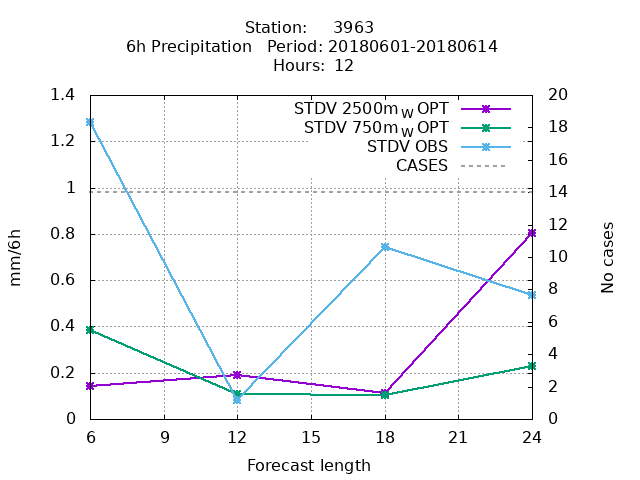 Station: 3963
6h Precipitation Period: 20180601-20180614
Hours: 12
STDV 2500m_W OPT
STDV 750m_W OPT
STDV OBS
CASES
1.4
1.2
1
0.8
0.6
0.4
0.2
0
mm/6h
20
18
16
14
12
10
8
6
4
2
0
No cases
6 9 12 15 18 21 24
Forecast length